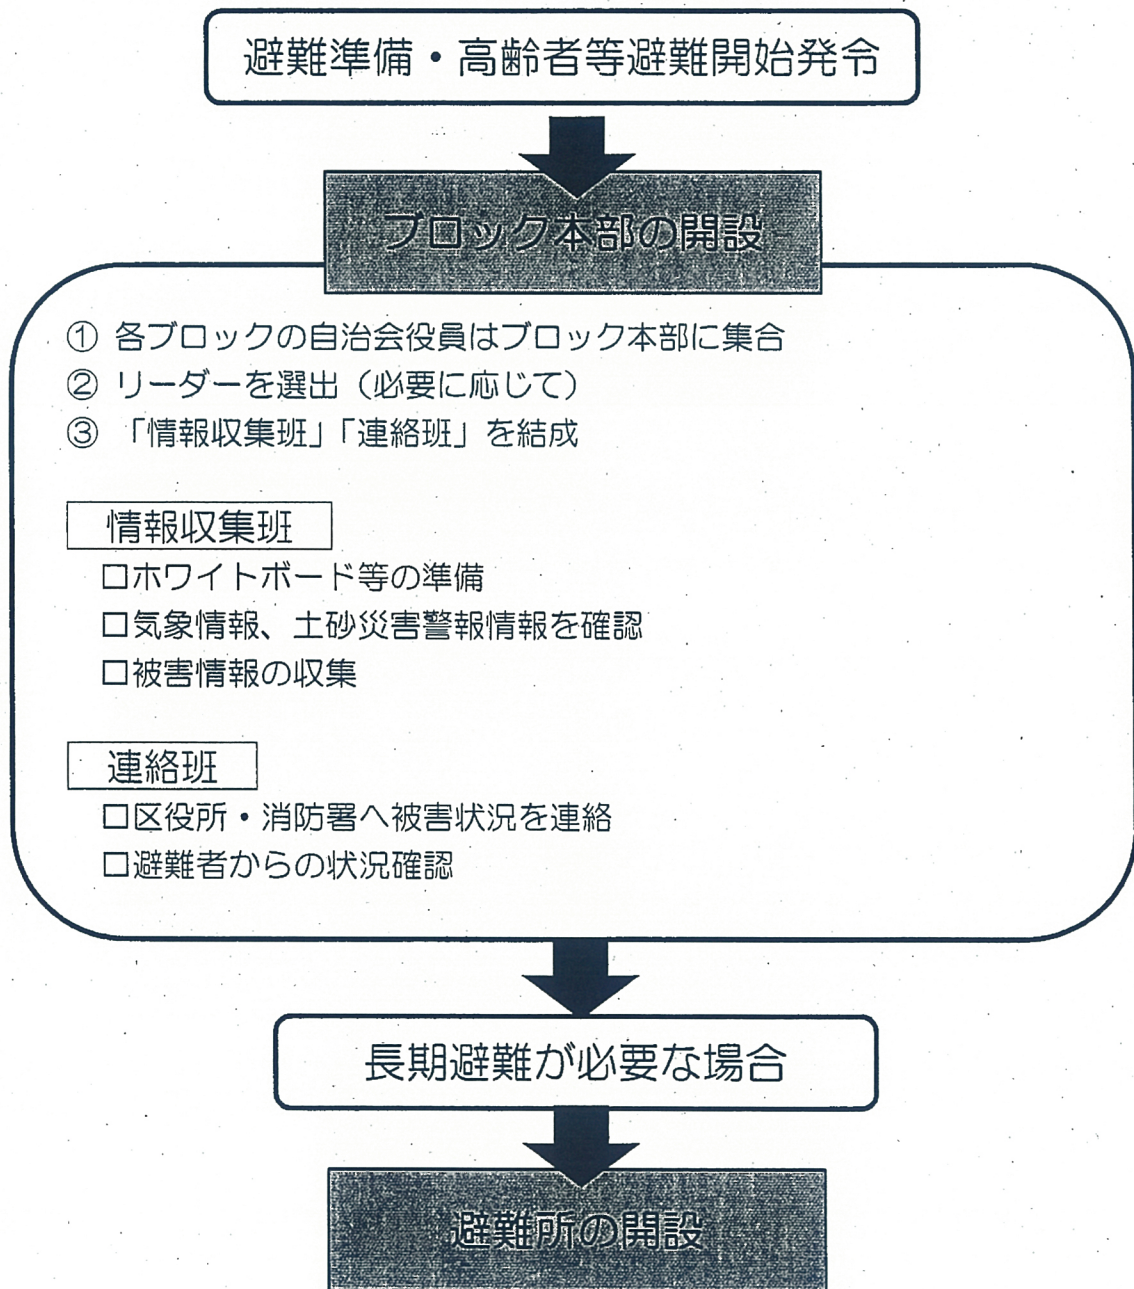 避難準備・高齢者等避難開始発令
ブロック本部の開設
① 各ブロックの自治会役員はブロック本部に集合
② リーダーを選出（必要に応じて）
③ 「情報収集班」「連絡班」を結成
情報収集班
□ホワイトボード等の準備
□気象情報、土砂災害警報情報を確認
□被害情報の収集
連絡班
□区役所・消防署へ被害状況を連絡
□避難者からの状況確認
長期避難が必要な場合
避難所の開設